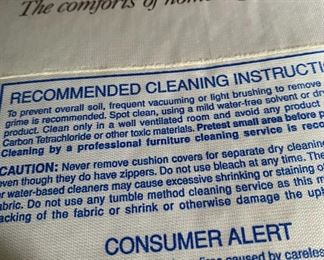 The comforts of home
RECOMMENDED CLEANING INSTRUCTI
To prevent overall soil, frequent vacuuming or light brushing to remove
grime is recommended. Spot clean, using a mild water-free solvent or dry
product. Clean only in a well ventilated room and avoid any product
Carbon Tetrachloride or other toxic materials. Pretest small area before p
Cleaning by a professional furniture cleaning service is reco
CAUTION: Never remove cushion covers for separate dry cleaning
even though they do have zippers. Do not use bleach at any time. The
or water-based cleaners may cause excessive shrinking or staining of
fabric. Do not use any tumble method cleaning service as this m
acking of the fabric or shrink or otherwise damage the uph
CONSUMER ALERT
fires caused by careles